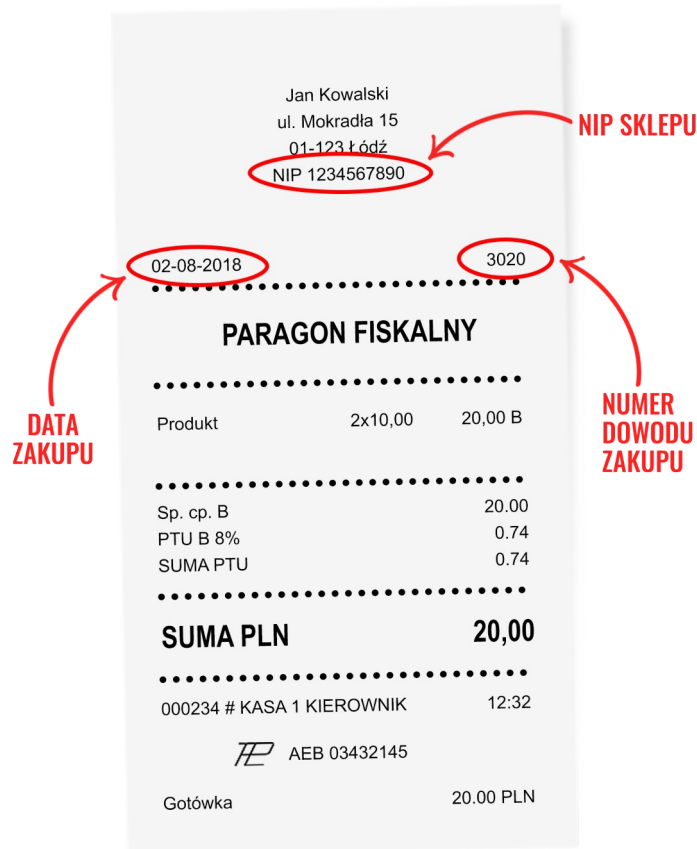 Jan Kowalski
ul. Mokradła 15
01-123 Łódź
NIP 1234567890
NIP SKLEPU
02-08-2018 3020
PARAGON FISKALNY
DATA ZAKUPU
NUMER DOWODU ZAKUPU
Produkt 2x10,00 20,00 B
Sp. cp. B 20.00
PTU B 8% 0.74
SUMA PTU 0.74
SUMA PLN 20,00
000234 # KASA 1 KIEROWNIK 12:32
AEB 03432145
Gotówka 20.00 PLN